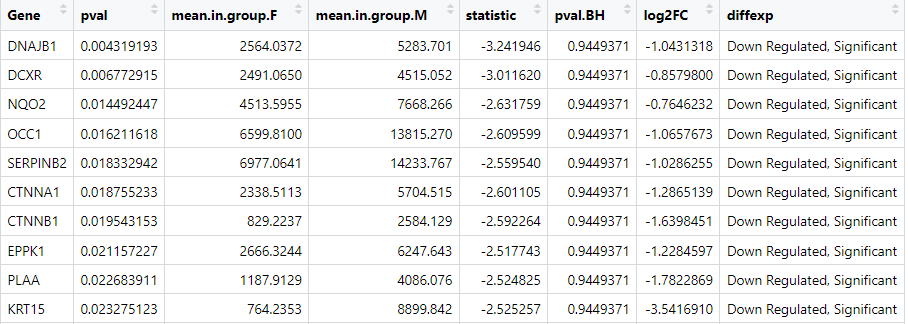 Gene pval mean.in.group.F mean.in.group.M statistic pval.BH log2FC diffexp
DNAJB1 0.004319193 2564.0372 5283.701 -3.241946 0.9449371 -1.0431318 Down Regulated, Significant
DCXR 0.006772915 2491.0650 4515.052 -3.011620 0.9449371 -0.8579800 Down Regulated, Significant
NQO2 0.014492447 4513.5955 7668.266 -2.631759 0.9449371 -0.7646232 Down Regulated, Significant
OCC1 0.016211618 6599.8100 13815.270 -2.609599 0.9449371 -1.0657673 Down Regulated, Significant
SERPINB2 0.018332942 6977.0641 14233.767 -2.559540 0.9449371 -1.0286255 Down Regulated, Significant
CTNNA1 0.018755233 2338.5113 5704.515 -2.601105 0.9449371 -1.2865139 Down Regulated, Significant
CTNNB1 0.019543153 829.2237 2584.129 -2.592264 0.9449371 -1.6398451 Down Regulated, Significant
EPPK1 0.021157227 2666.3244 6247.643 -2.517743 0.9449371 -1.2284597 Down Regulated, Significant
PLAA 0.022683911 1187.9129 4086.076 -2.524825 0.9449371 -1.7822869 Down Regulated, Significant
KRT15 0.023275123 764.2353 8899.842 -2.525257 0.9449371 -3.5416910 Down Regulated, Significant